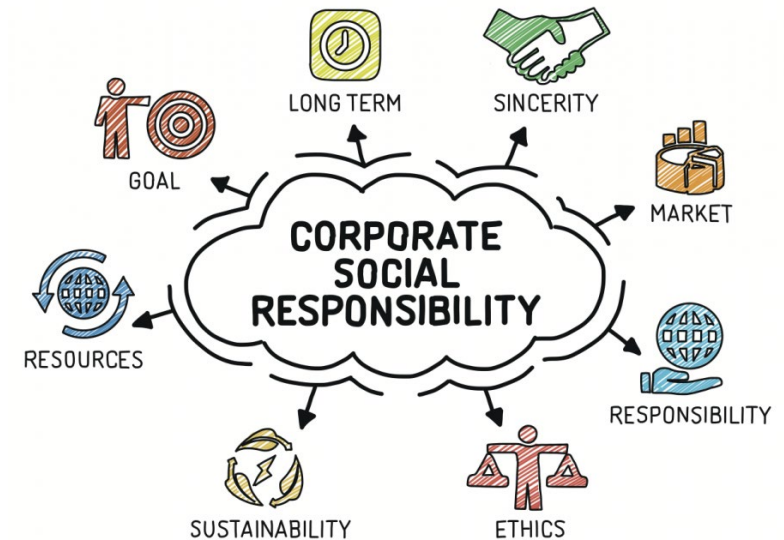 LONG TERM
SINCERITY
GOAL
MARKET
CORPORATE
SOCIAL
RESPONSIBILITY
RESOURCES
RESPONSIBILITY
SUSTAINABILITY
ETHICS